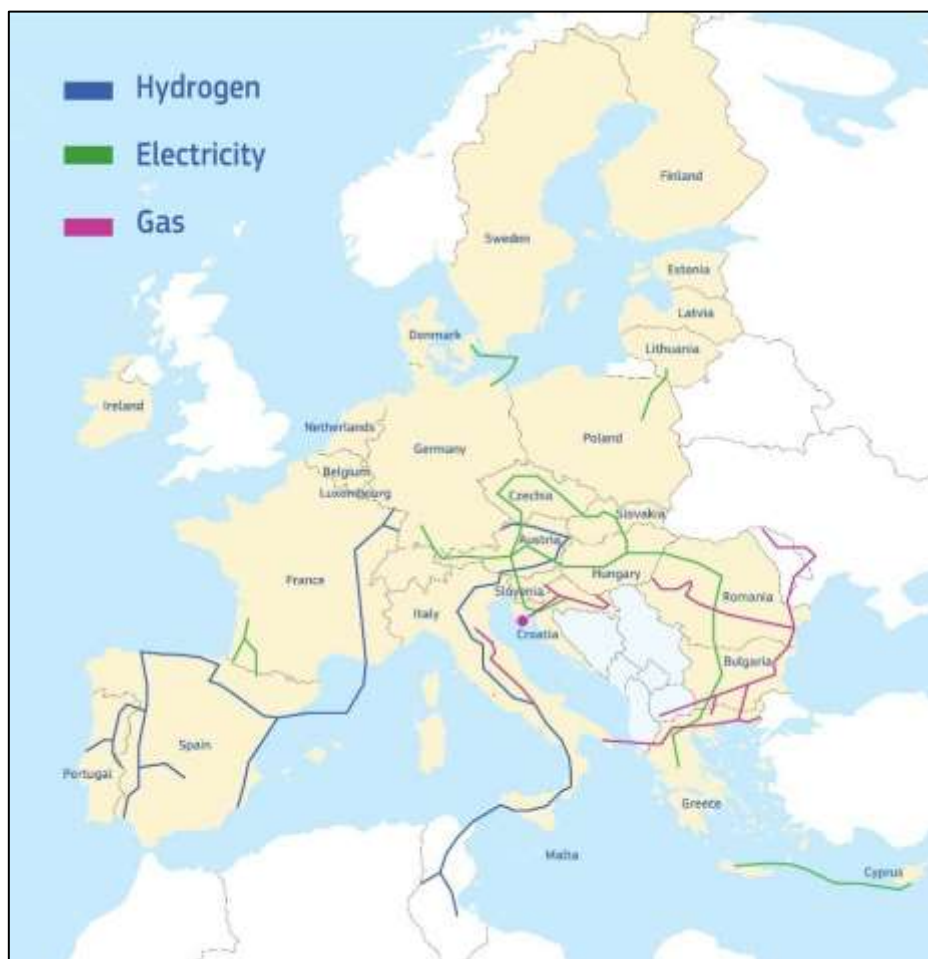 Hydrogen
Electricity
Gas
Finland
Sweden
Estonia
Latvia
Denmark
Lithuania
Ireland
Netherlands
Poland
Germany
Belgium
Luxembourg
Czechia
Slovakia
Austria
France
Hungary
Slovenia
Romania
Italy
Croatia
Bulgaria
Spain
Portugal
Greece
Malta
Cyprus